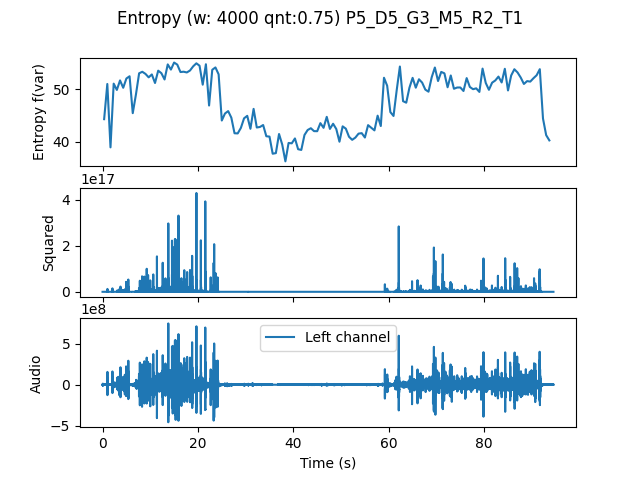 Entropy (w: 4000 qnt:0.75) P5_D5_G3_M5_R2_T1
50
40
Entropy f(var)
1e17
4
2
0
Squared
1e8
5
0
−5
Audio
Left channel
0
20
40
60
80
Time (s)